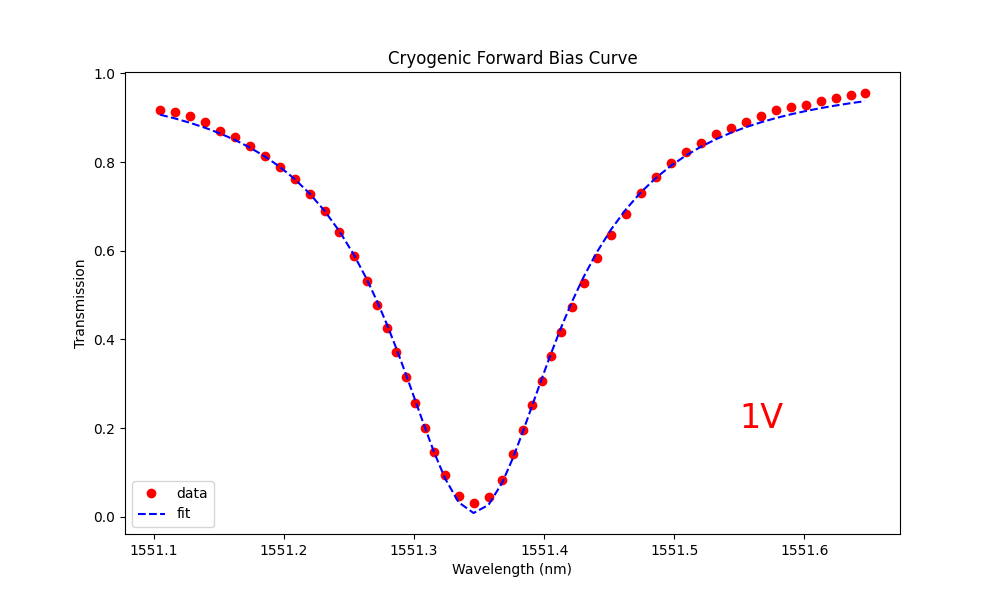 Cryogenic Forward Bias Curve
1.0
0.8
0.6
0.4
0.2
0.0
Transmission
1V
data
fit
1551.1 1551.2 1551.3 1551.4 1551.5 1551.6
Wavelength (nm)